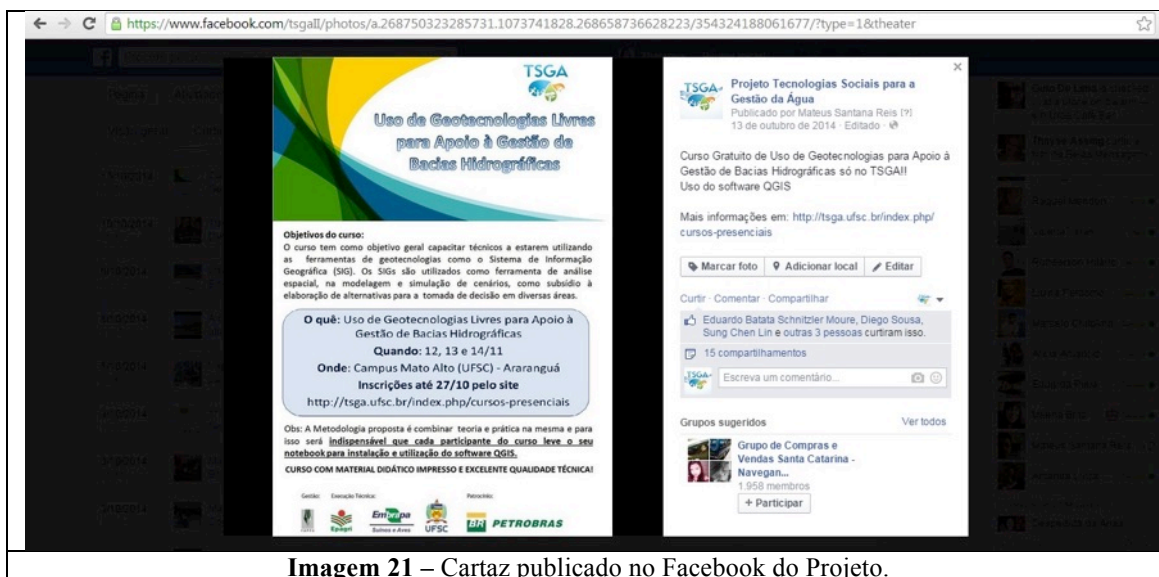 https://www.facebook.com/tsgaII/photos/a.268750323285731.1073741828.268658736628223/354324188061677/?type=1&theater
TSGA
Uso de Geotecnologias Livres
para Apoio à Gestão de
Bacias Hidrográficas
Objetivos do curso:
O curso tem como objetivo geral capacitar técnicos a estarem utilizando
as ferramentas de geotecnologias como o Sistema de Informação
Geográfica (SIG). Os SIGs são utilizados como ferramenta de análise
espacial, na modelagem e simulação de cenários, como subsídio à
elaboração de alternativas para a tomada de decisão em diversas áreas.
O quê: Uso de Geotecnologias Livres para Apoio à
Gestão de Bacias Hidrográficas
Quando: 12, 13 e 14/11
Onde: Campus Mato Alto (UFSC) - Araranguá
Inscrições até 27/10 pelo site
http://tsga.ufsc.br/index.php/cursos-presenciais
Obs: A Metodologia proposta é combinar teoria e prática na mesma e para
isso será indispensável que cada participante do curso leve o seu
notebook para instalação e utilização do software QGIS.
CURSO COM MATERIAL DIDÁTICO IMPRESSO E EXCELENTE QUALIDADE TÉCNICA!
Gestão: Execução Técnica: Patrocínio:
Epagri Embrapa Suínos e Aves UFSC BR PETROBRAS
TSGA
Projeto Tecnologias Sociais para a
Gestão da Água
Publicado por Mateus Santana Reis [?]
13 de outubro de 2014 · Editado ·
Curso Gratuito de Uso de Geotecnologias para Apoio à
Gestão de Bacias Hidrográficas só no TSGA!!
Uso do software QGIS
Mais informações em: http://tsga.ufsc.br/index.php/
cursos-presenciais
Marcar foto Adicionar local Editar
Curtir · Comentar · Compartilhar
Eduardo Batata Schnitzler Moure, Diego Sousa,
Sung Chen Lin e outras 3 pessoas curtiram isso.
15 compartilhamentos
TSGA
Escreva um comentário...
Grupos sugeridos Ver todos
Grupo de Compras e
Vendas Santa Catarina -
Navegan...
1.958 membros
+ Participar
Imagem 21 – Cartaz publicado no Facebook do Projeto.